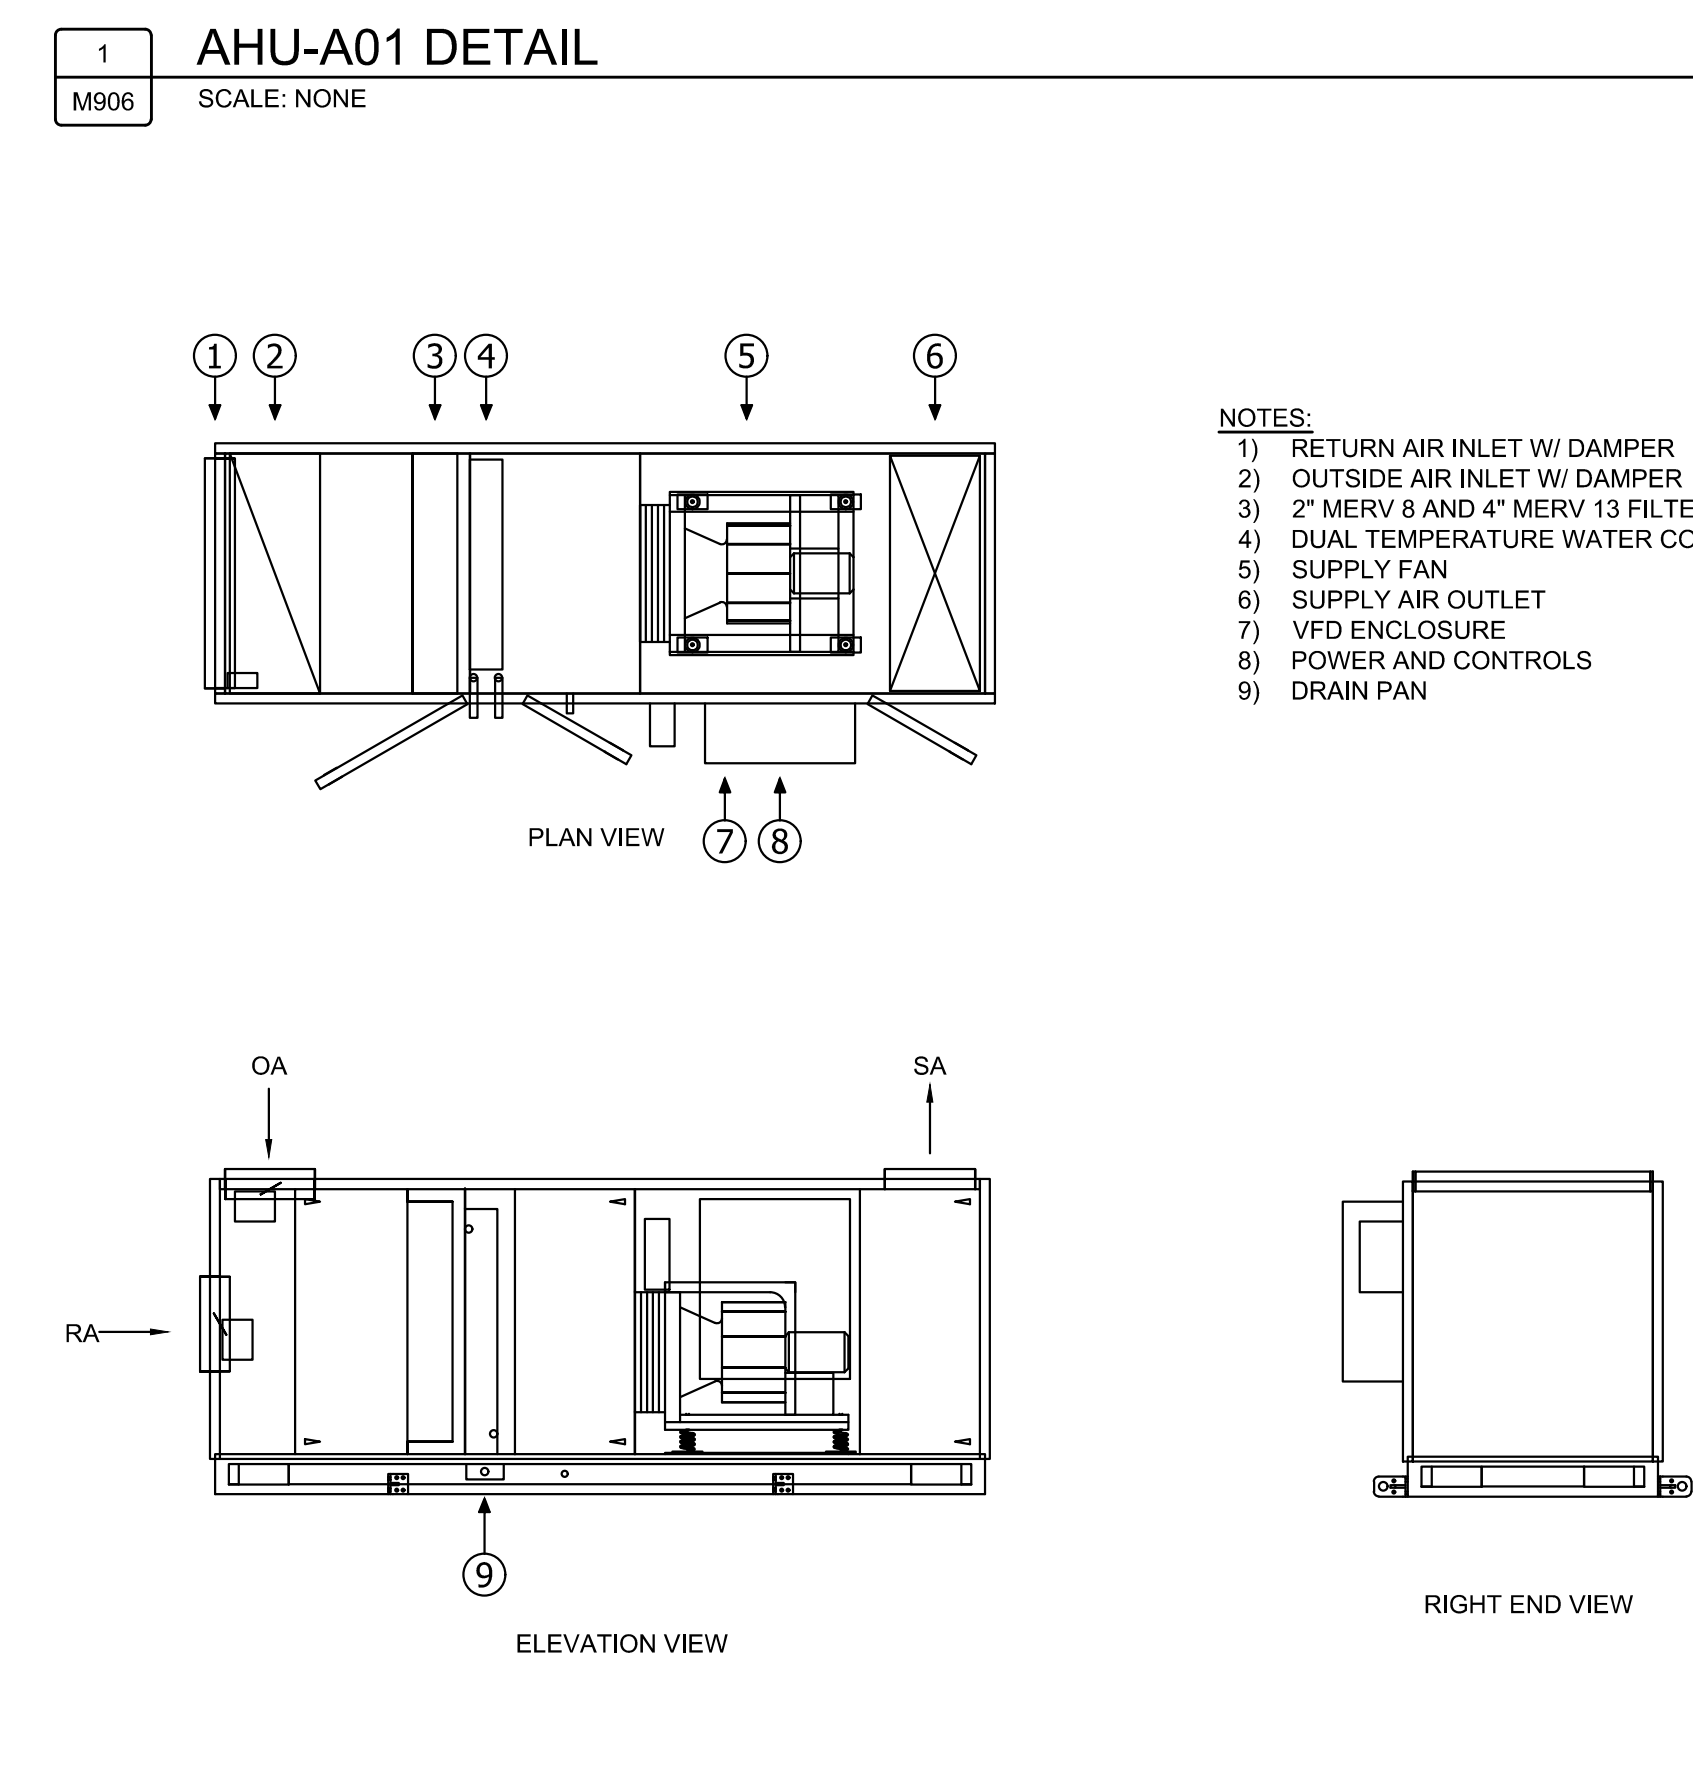 1
M906
AHU-A01 DETAIL
SCALE: NONE
1 2 3 4 5 6
NOTES:
1) RETURN AIR INLET W/ DAMPER
2) OUTSIDE AIR INLET W/ DAMPER
3) 2" MERV 8 AND 4" MERV 13
4) DUAL TEMPERATURE WATER
5) SUPPLY FAN
6) SUPPLY AIR OUTLET
7) VFD ENCLOSURE
8) POWER AND CONTROLS
9) DRAIN PAN
PLAN VIEW
7 8
OA
SA
RA
9
RIGHT END VIEW
ELEVATION VIEW